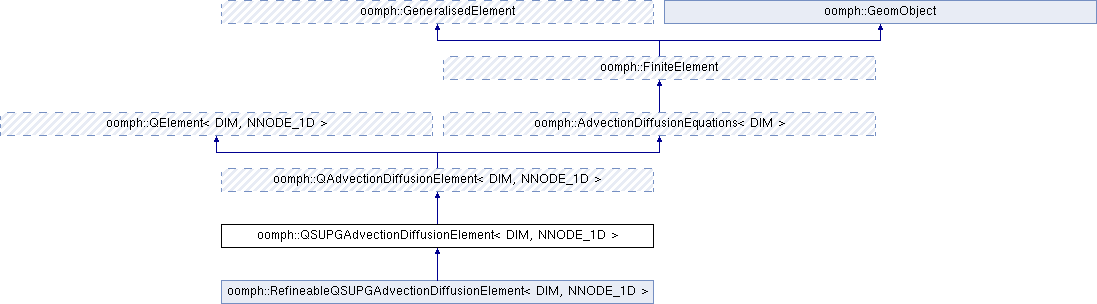 oomph::GeneralisedElement
oomph::GeomObject
oomph::FiniteElement
oomph::QElement< DIM, NNODE_1D >
oomph::AdvectionDiffusionEquations< DIM >
oomph::QAdvectionDiffusionElement< DIM, NNODE_1D >
oomph::QSUPGAdvectionDiffusionElement< DIM, NNODE_1D >
oomph::RefineableQSUPGAdvectionDiffusionElement< DIM, NNODE_1D >